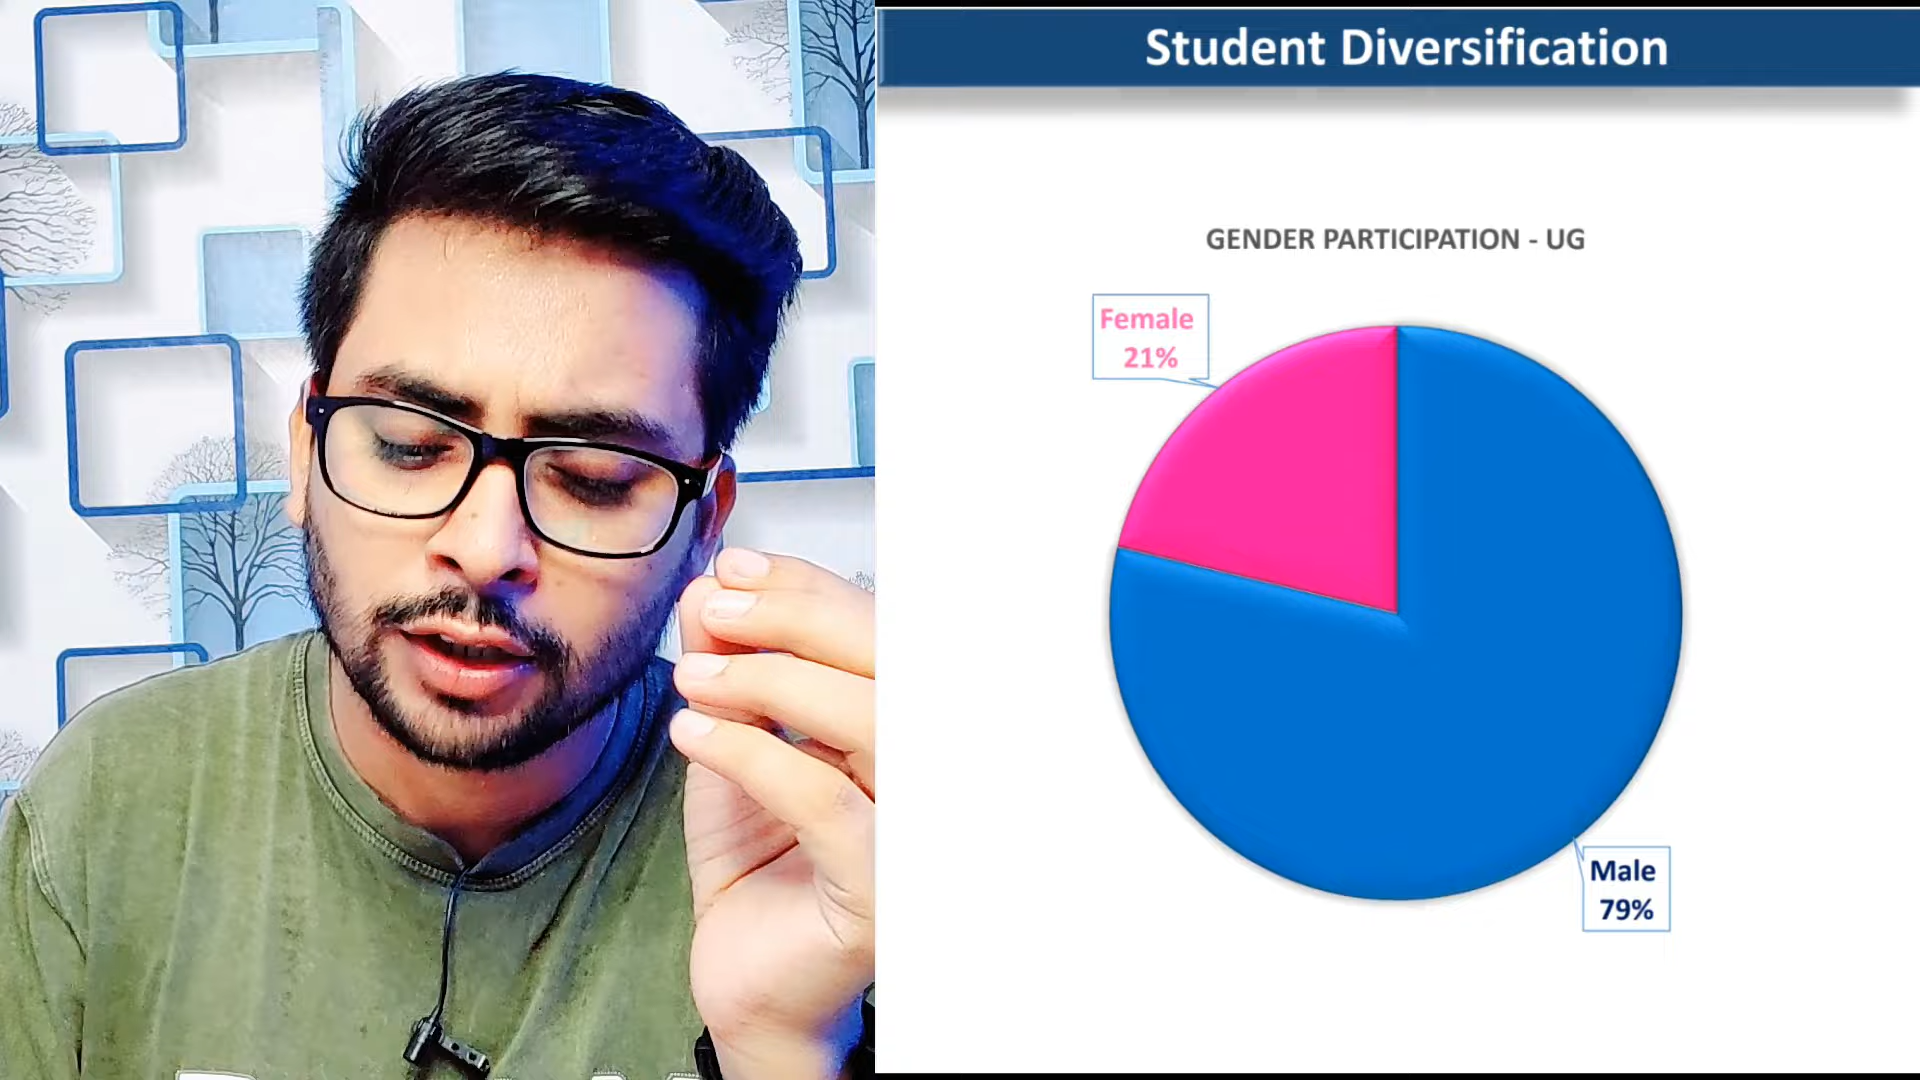 Student Diversification
GENDER PARTICIPATION - UG
Female
21%
Male
79%